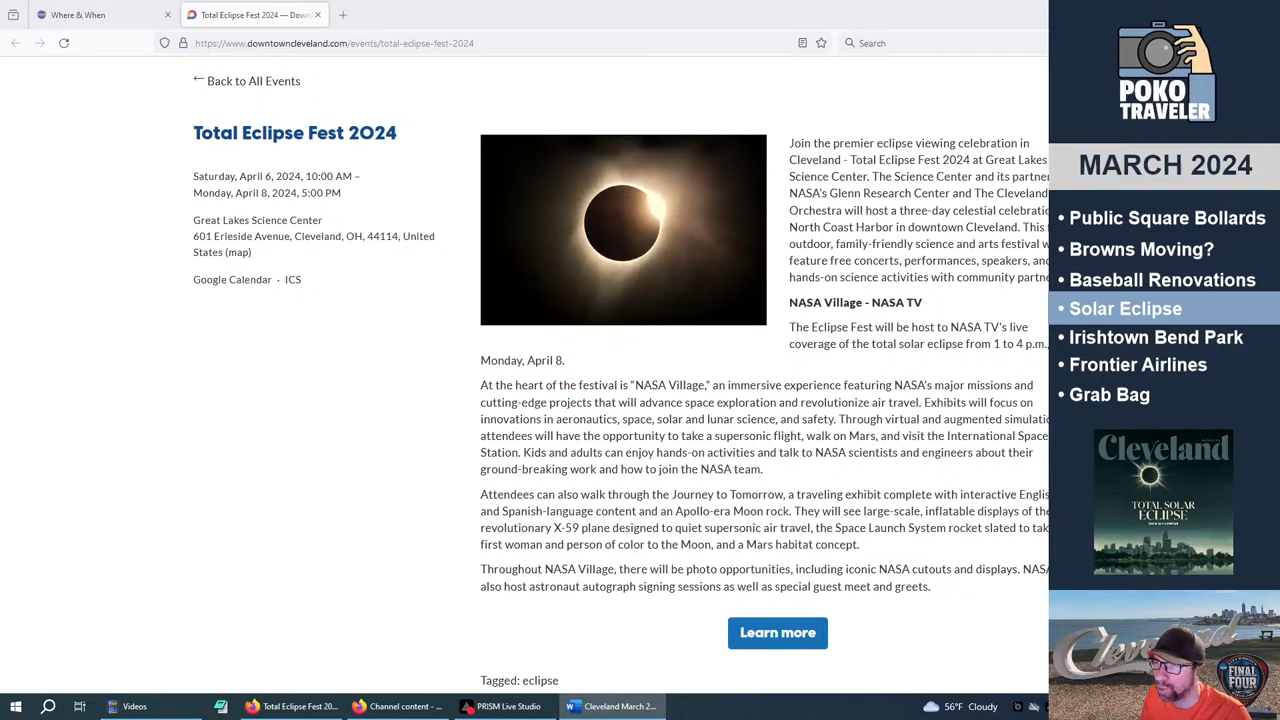 Where & When
Total Eclipse Fest 2024 — Down
https://www.downtowncleveland.com/events/total-eclipse-fest-2024
Search
← Back to All Events
Total Eclipse Fest 2024
Saturday, April 6, 2024, 10:00 AM –
Monday, April 8, 2024, 5:00 PM
Great Lakes Science Center
601 Erieside Avenue, Cleveland, OH, 44114, United
States (map)
Google Calendar · ICS
Join the premier eclipse viewing celebration in
Cleveland - Total Eclipse Fest 2024 at Great Lakes
Science Center. The Science Center and its partner
NASA's Glenn Research Center and The Cleveland
Orchestra will host a three-day celestial celebratio
North Coast Harbor in downtown Cleveland. This f
outdoor, family-friendly science and arts festival w
feature free concerts, performances, speakers, and
hands-on science activities with community partne
NASA Village - NASA TV
The Eclipse Fest will be host to NASA TV's live
coverage of the total solar eclipse from 1 to 4 p.m.,
Monday, April 8.
At the heart of the festival is “NASA Village,” an immersive experience featuring NASA's major missions and
cutting-edge projects that will advance space exploration and revolutionize air travel. Exhibits will focus on
innovations in aeronautics, space, solar and lunar science, and safety. Through virtual and augmented simulatio
attendees will have the opportunity to take a supersonic flight, walk on Mars, and visit the International Space
Station. Kids and adults can enjoy hands-on activities and talk to NASA scientists and engineers about their
ground-breaking work and how to join the NASA team.
Attendees can also walk through the Journey to Tomorrow, a traveling exhibit complete with interactive Englis
and Spanish-language content and an Apollo-era Moon rock. They will see large-scale, inflatable displays of the
revolutionary X-59 plane designed to quiet supersonic air travel, the Space Launch System rocket slated to tak
first woman and person of color to the Moon, and a Mars habitat concept.
Throughout NASA Village, there will be photo opportunities, including iconic NASA cutouts and displays. NASA
also host astronaut autograph signing sessions as well as special guest meet and greets.
Learn more
Tagged: eclipse
POKO
TRAVELER
MARCH 2024
• Public Square Bollards
• Browns Moving?
• Baseball Renovations
• Solar Eclipse
• Irishtown Bend Park
• Frontier Airlines
• Grab Bag
Cleveland
TOTAL SOLAR
ECLIPSE
Cleveland
FINAL
FOUR
Videos
Total Eclipse Fest 20...
Channel content - ...
PRISM Live Studio
Cleveland March 2...
56°F Cloudy